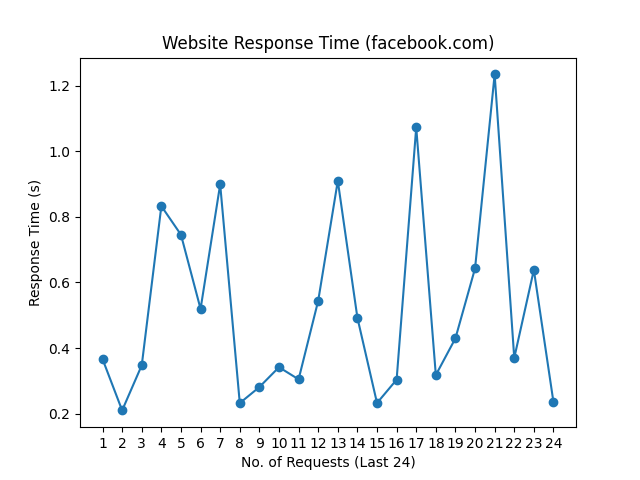 Website Response Time (facebook.com)
1.2
1.0
0.8
0.6
0.4
0.2
Response Time (s)
1 2 3 4 5 6 7 8 9 10 11 12 13 14 15 16 17 18 19 20 21 22 23 24
No. of Requests (Last 24)